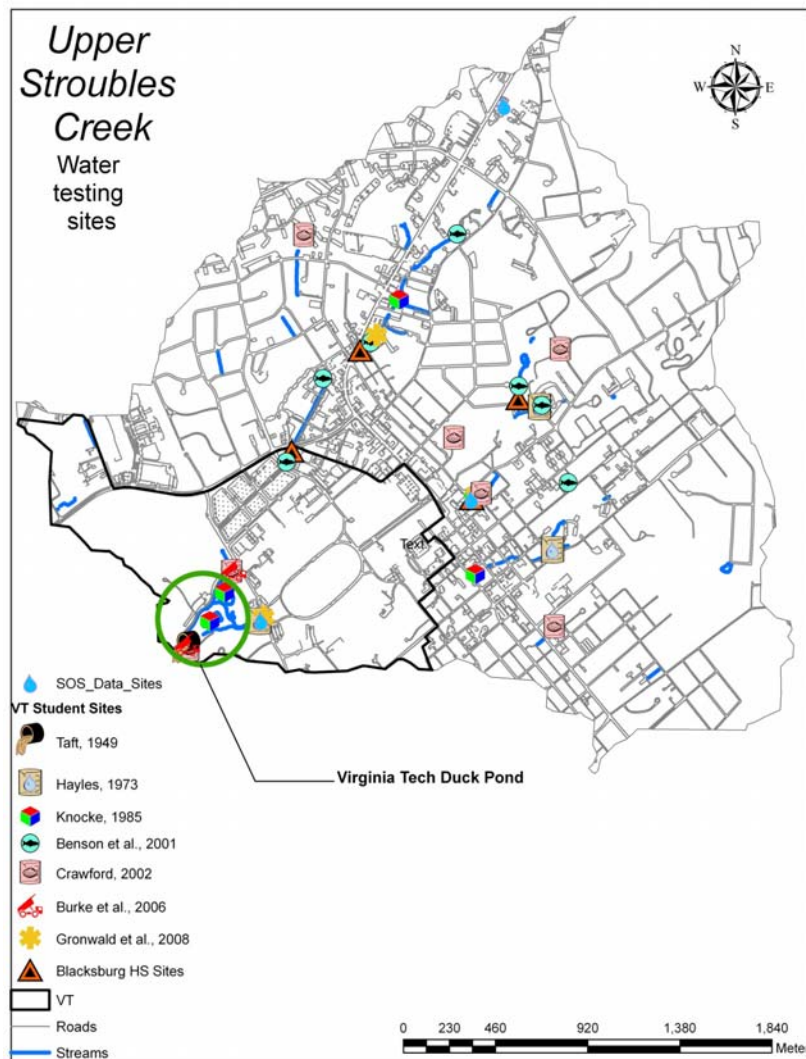 Upper
Stroubles
Creek
Water
testing
sites
N
W E
S
Text
SOS_Data_Sites
VT Student Sites
Taft, 1949
Hayles, 1973
Knocke, 1985
Benson et al., 2001
Crawford, 2002
Burke et al., 2006
Gronwald et al., 2008
Blacksburg HS Sites
VT
Roads
Streams
Virginia Tech Duck Pond
0 230 460 920 1,380 1,840
Mete